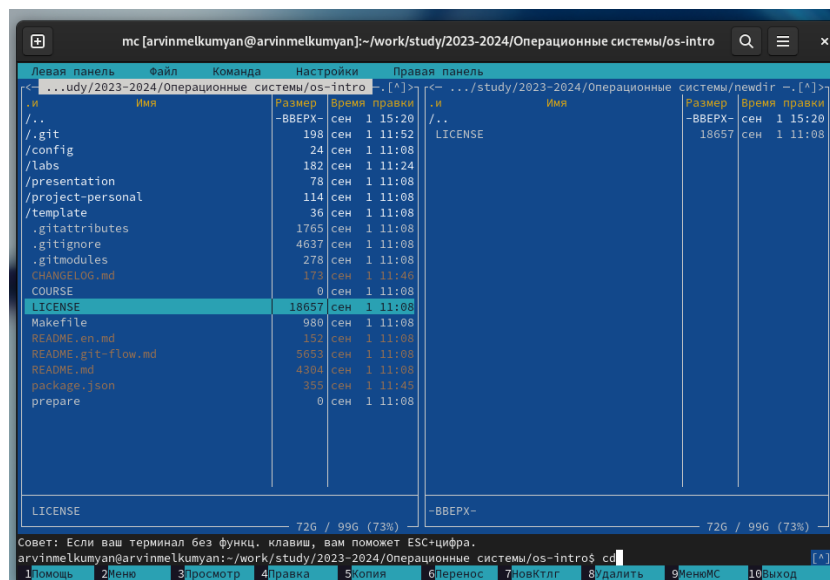 mc [arvinmelkumyan@arvinmelkumyan]:~/work/study/2023-2024/Операционные системы/os-intro
Левая панель Файл Команда Настройки Правая панель
<— ...udy/2023-2024/Операционные системы/os-intro —.[^]> <— .../study/2023-2024/Операционные системы/newdir —.[^]>
.и Имя Размер Время правки .и Имя Размер Время правки
/.. -ВВЕРХ- сен 1 15:20 /.. -ВВЕРХ- сен 1 15:20
/.git 198 сен 1 11:52 LICENSE 18657 сен 1 11:08
/config 24 сен 1 11:08
/labs 182 сен 1 11:24
/presentation 78 сен 1 11:08
/project-personal 114 сен 1 11:08
/template 36 сен 1 11:08
.gitattributes 1765 сен 1 11:08
.gitignore 4637 сен 1 11:08
.gitmodules 278 сен 1 11:08
CHANGELOG.md 173 сен 1 11:46
COURSE 0 сен 1 11:08
LICENSE 18657 сен 1 11:08
Makefile 980 сен 1 11:08
README.en.md 152 сен 1 11:08
README.git-flow.md 5653 сен 1 11:08
README.md 4304 сен 1 11:08
package.json 355 сен 1 11:45
prepare 0 сен 1 11:08
LICENSE -ВВЕРХ-
72G / 99G (73%) 72G / 99G (73%)
Совет: Если ваш терминал без функц. клавиш, вам поможет ESC+цифра.
arvinmelkumyan@arvinmelkumyan:~/work/study/2023-2024/Операционные системы/os-intro$ cd [^]
1Помощь 2Меню 3Просмотр 4Правка 5Копия 6Перенос 7НовКтлг 8Удалить 9МенюМС 10Выход